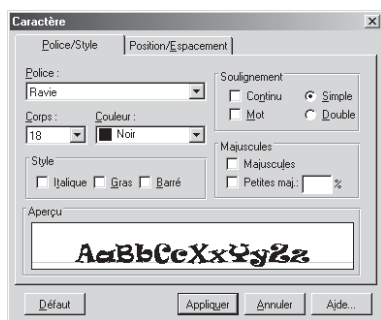 Caractère
Police/Style Position/Espacement
Police :
Ravie
Corps : Couleur :
18 Noir
Style
Italique Gras Barré
Soulignement
Continu Simple
Mot Double
Majuscules
Majuscules
Petites maj.: %
Aperçu
AaBbCcXxYyZz
Défaut Appliquer Annuler Aide...